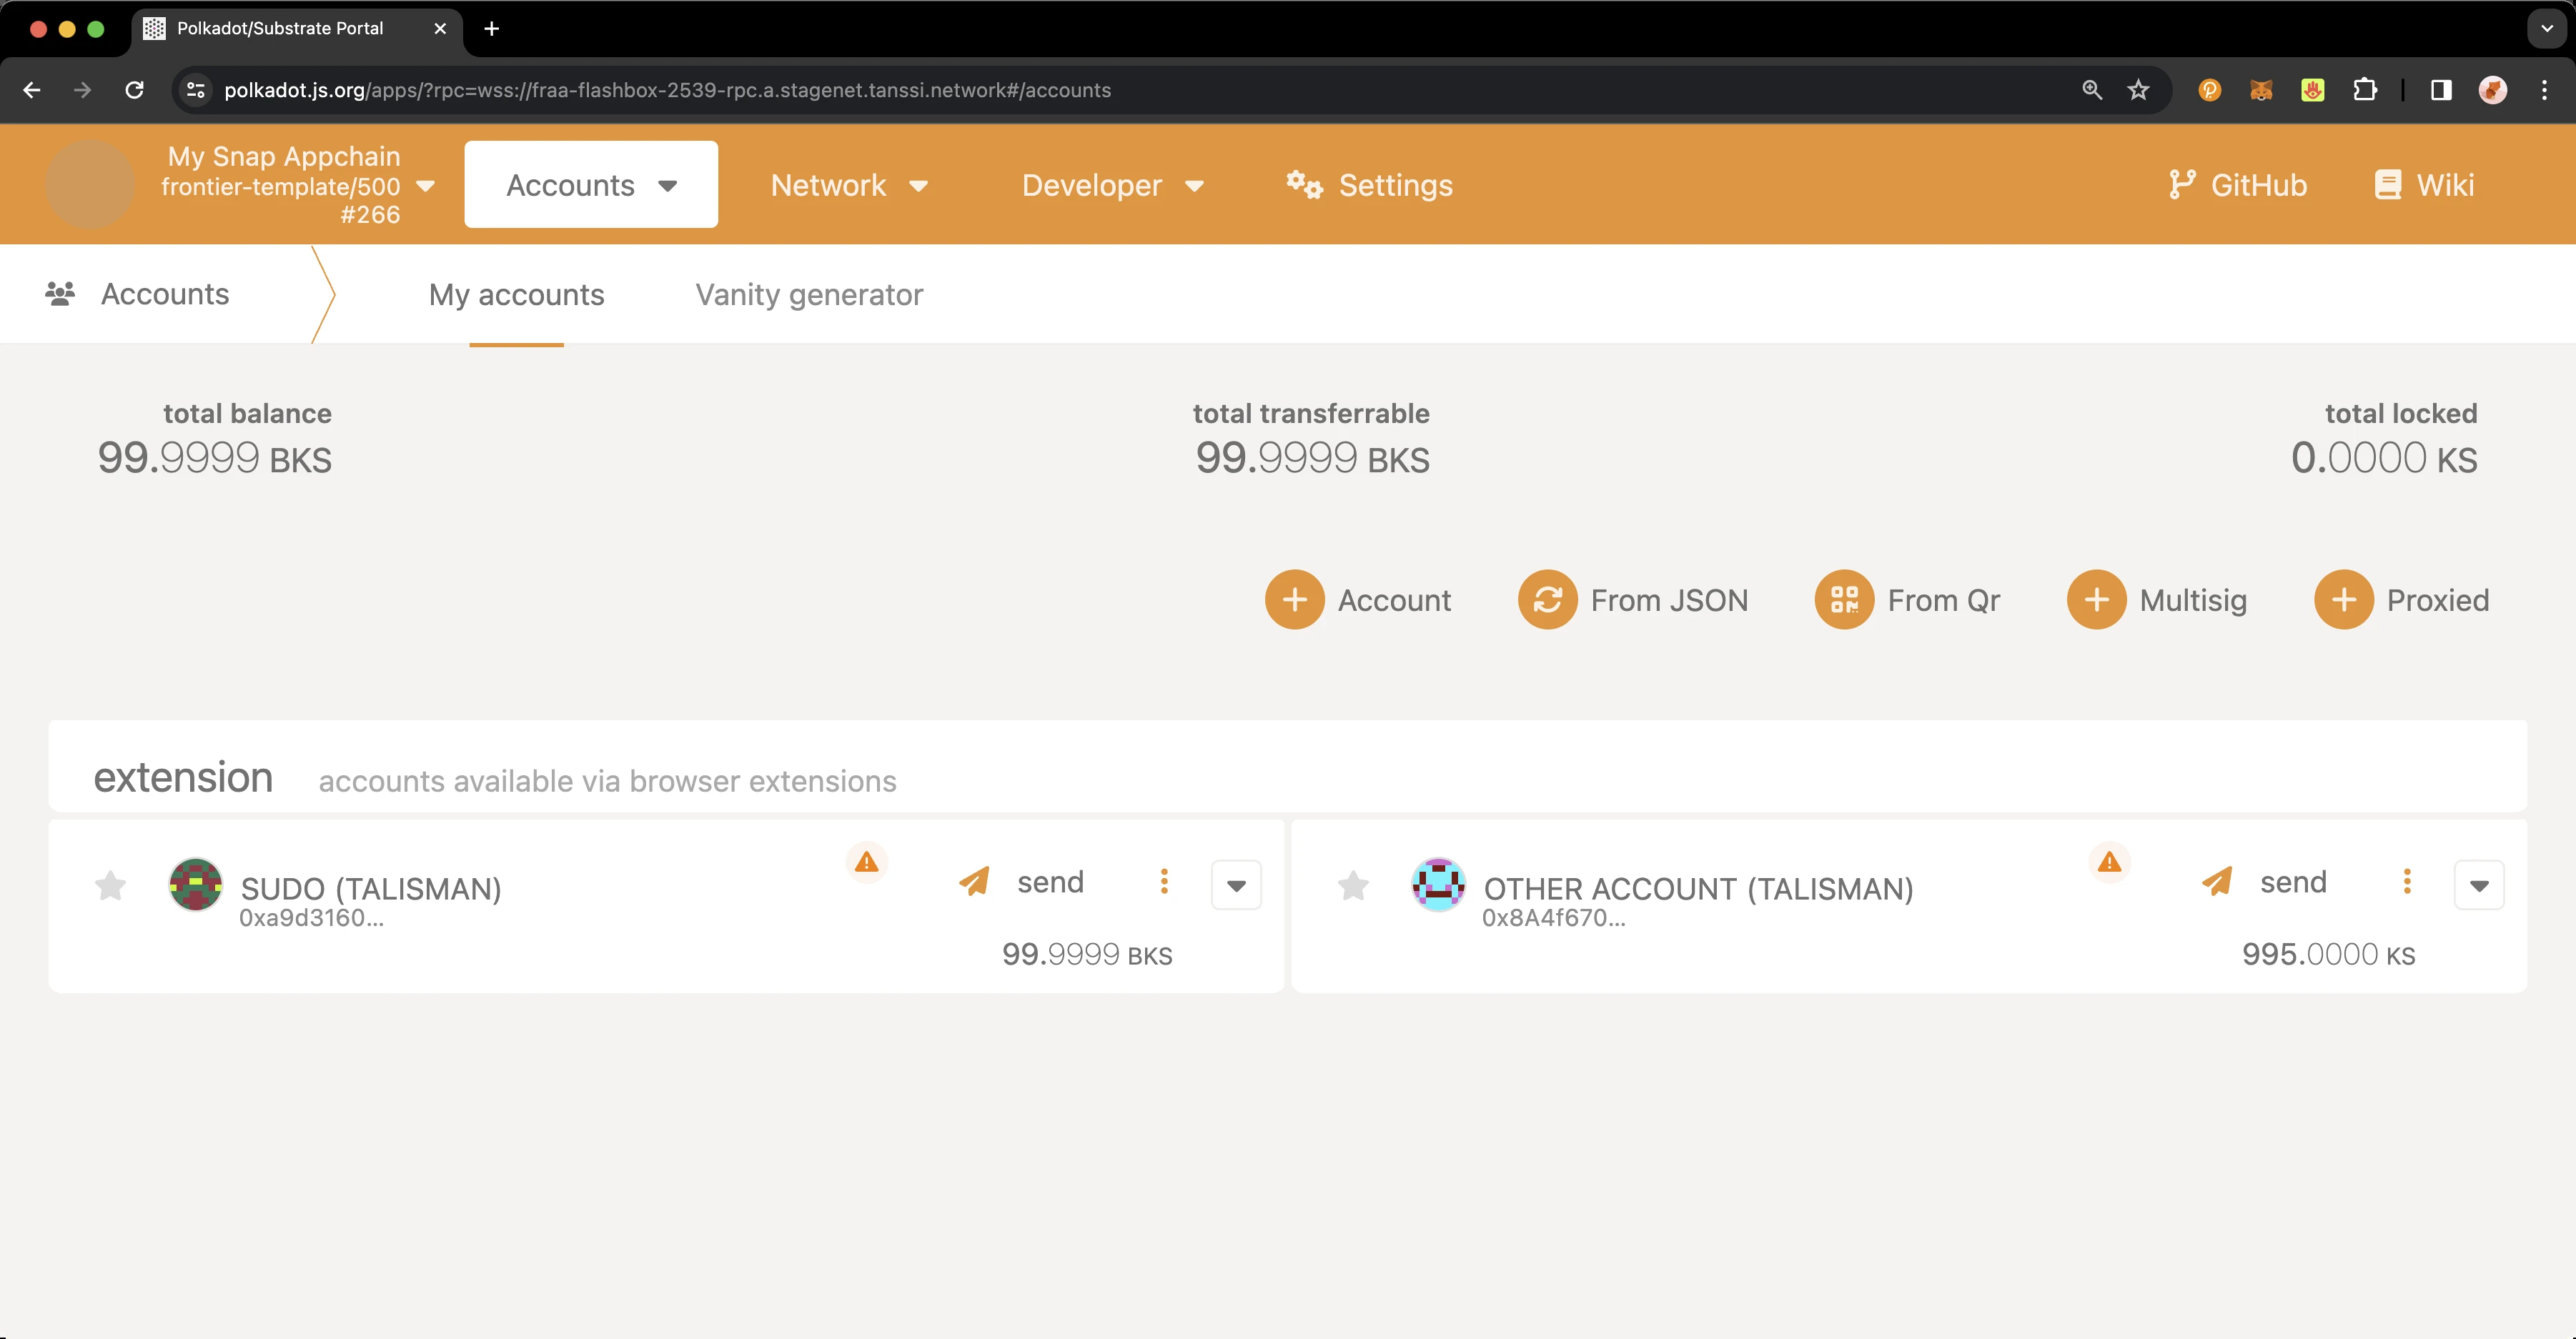 Polkadot/Substrate Portal
polkadot.js.org/apps/?rpc=wss://fraa-flashbox-2539-rpc.a.stagenet.tanssi.network#/accounts
My Snap Appchain
frontier-template/500
#266
Accounts
Network
Developer
Settings
GitHub
Wiki
Accounts
My accounts
Vanity generator
total balance
99.9999 BKS
total transferrable
99.9999 BKS
total locked
0.0000 KS
Account
From JSON
From Qr
Multisig
Proxied
extension accounts available via browser extensions
SUDO (TALISMAN)
0xa9d3160...
send
99.9999 BKS
OTHER ACCOUNT (TALISMAN)
0x8A4f670...
send
995.0000 KS